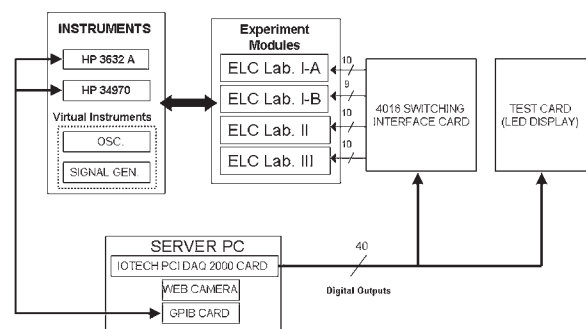 INSTRUMENTS
HP 3632 A
HP 34970
Virtual Instruments
OSC.
SIGNAL GEN.
Experiment
Modules
ELC Lab. I-A
ELC Lab. I-B
ELC Lab. II
ELC Lab. III
10
9
10
10
4016 SWITCHING
INTERFACE CARD
TEST CARD
(LED DISPLAY)
SERVER PC
IOTECH PCI DAQ 2000 CARD
WEB CAMERA
GPIB CARD
40
Digital Outputs